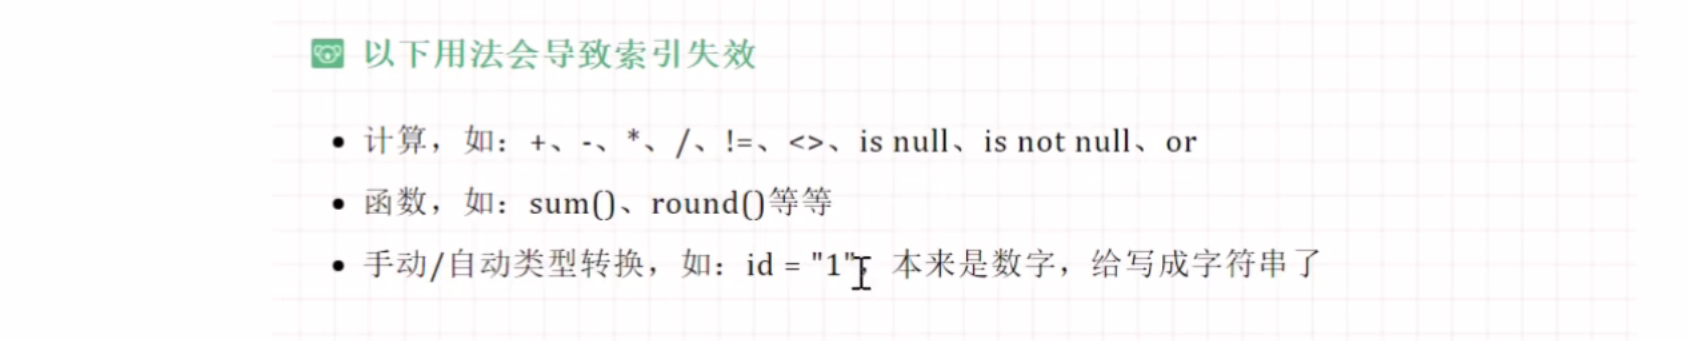 以下用法会导致索引失效
计算，如：+、-、*、/、!=、<>、is null、is not null、or
函数，如：sum()、round()等等
手动/自动类型转换，如：id = "1"，本来是数字，给写成字符串了